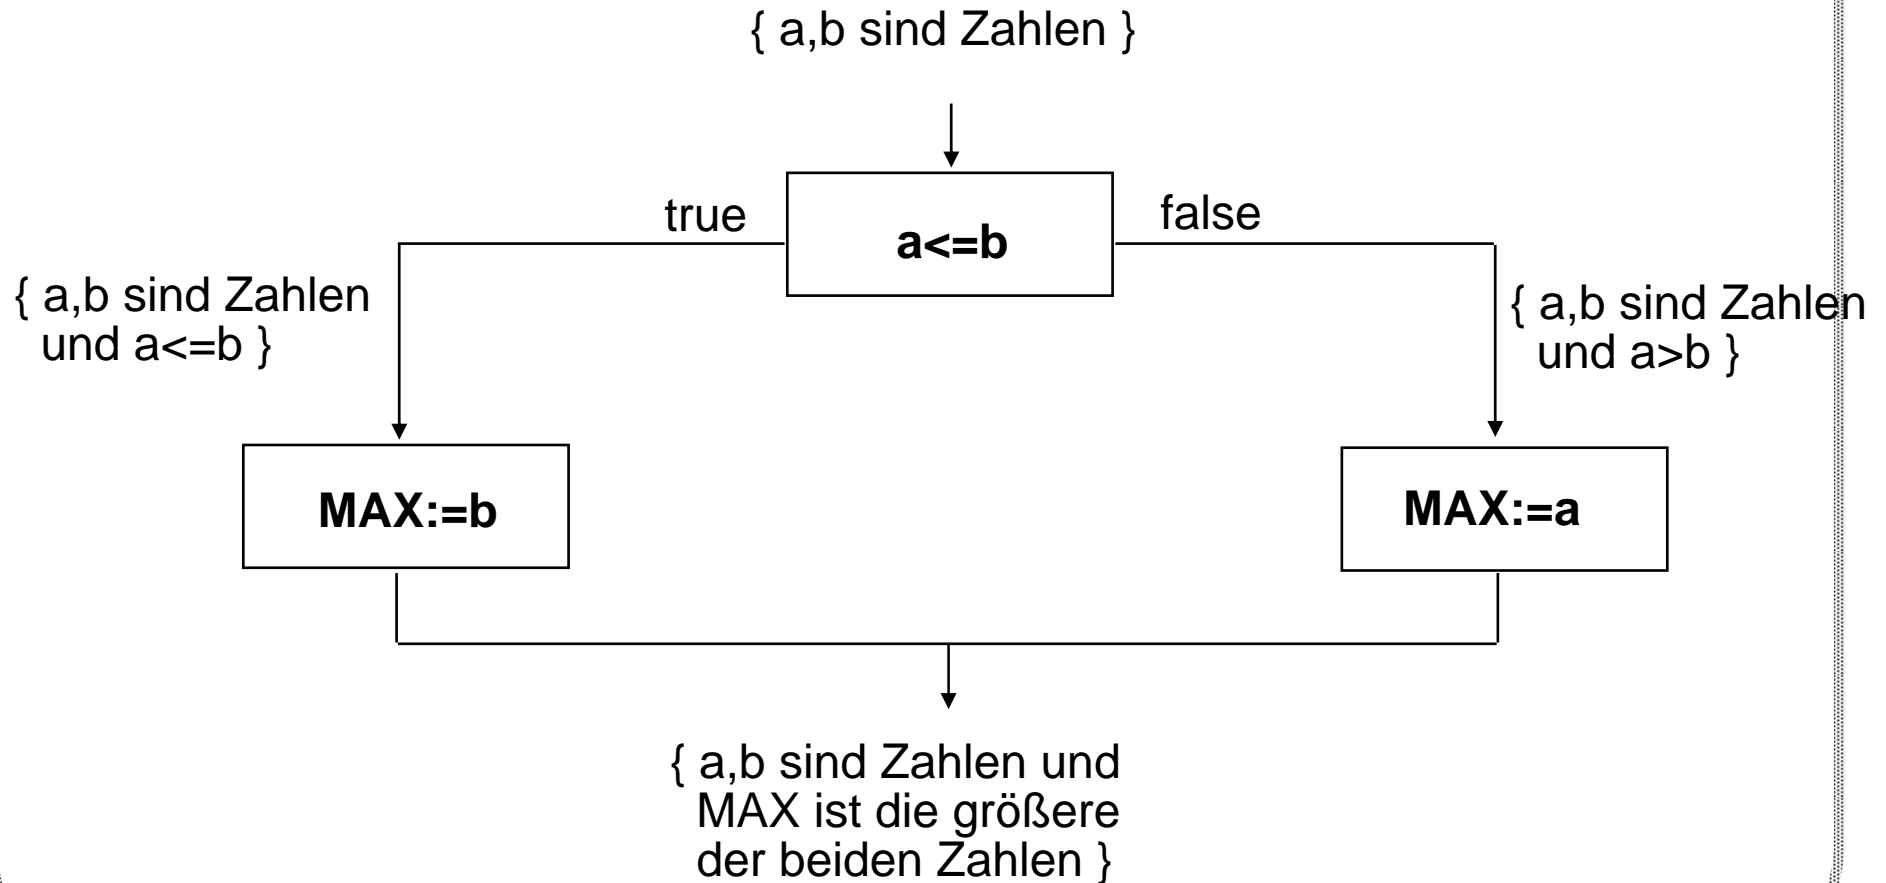 { a,b sind Zahlen }
true
false
a<=b
{ a,b sind Zahlen
und a<=b }
{ a,b sind Zahlen
und a>b }
MAX:=b
MAX:=a
{ a,b sind Zahlen und
MAX ist die größere
der beiden Zahlen }